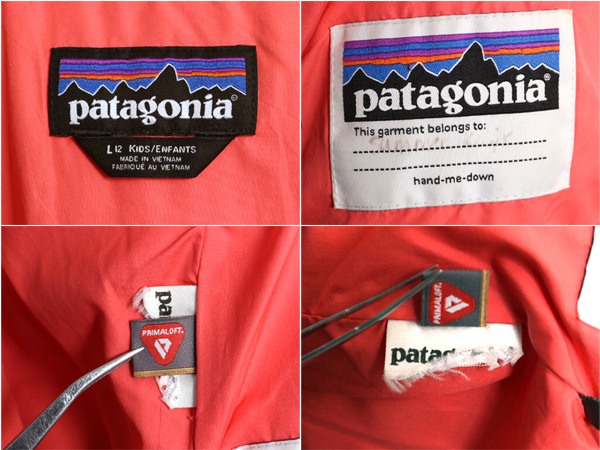 patagonia®
L 12 KIDS/ENFANTS
MADE IN VIETNAM
FABRIQUÉ AU VIETNAM
patagonia®
This garment belongs to:
hand-me-down
pa
PRIMALOFT®
PRIMALOFT
patag